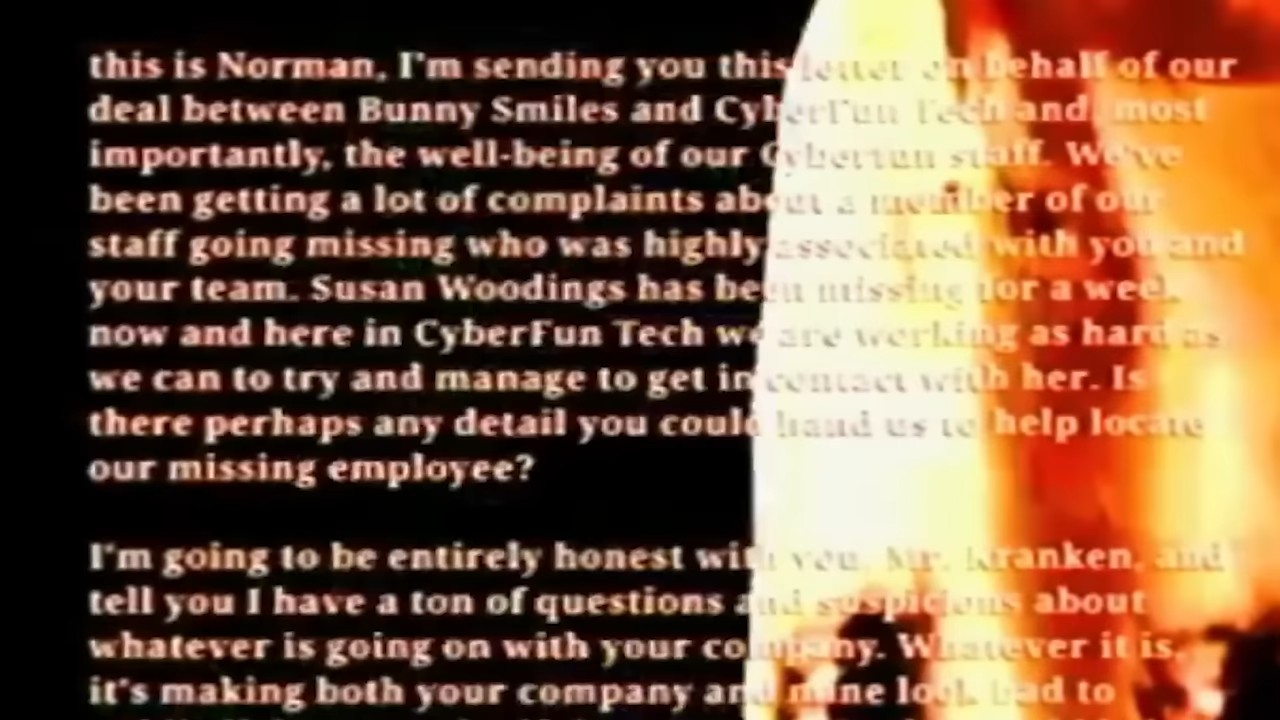 this is Norman, I'm sending you this letter on behalf of our
deal between Bunny Smiles and CyberFun Tech and, most
importantly, the well-being of our Cyberfun staff. We've
been getting a lot of complaints about a member of our
staff going missing who was highly associated with you and
your team. Susan Woodings has been missing for a week
now and here in CyberFun Tech we are working as hard as
we can to try and manage to get in contact with her. Is
there perhaps any detail you could hand us to help locate
our missing employee?
I'm going to be entirely honest with you, Mr. Kranken, and
tell you I have a ton of questions and suspicions about
whatever is going on with your company. Whatever it is,
it's making both your company and mine look bad to